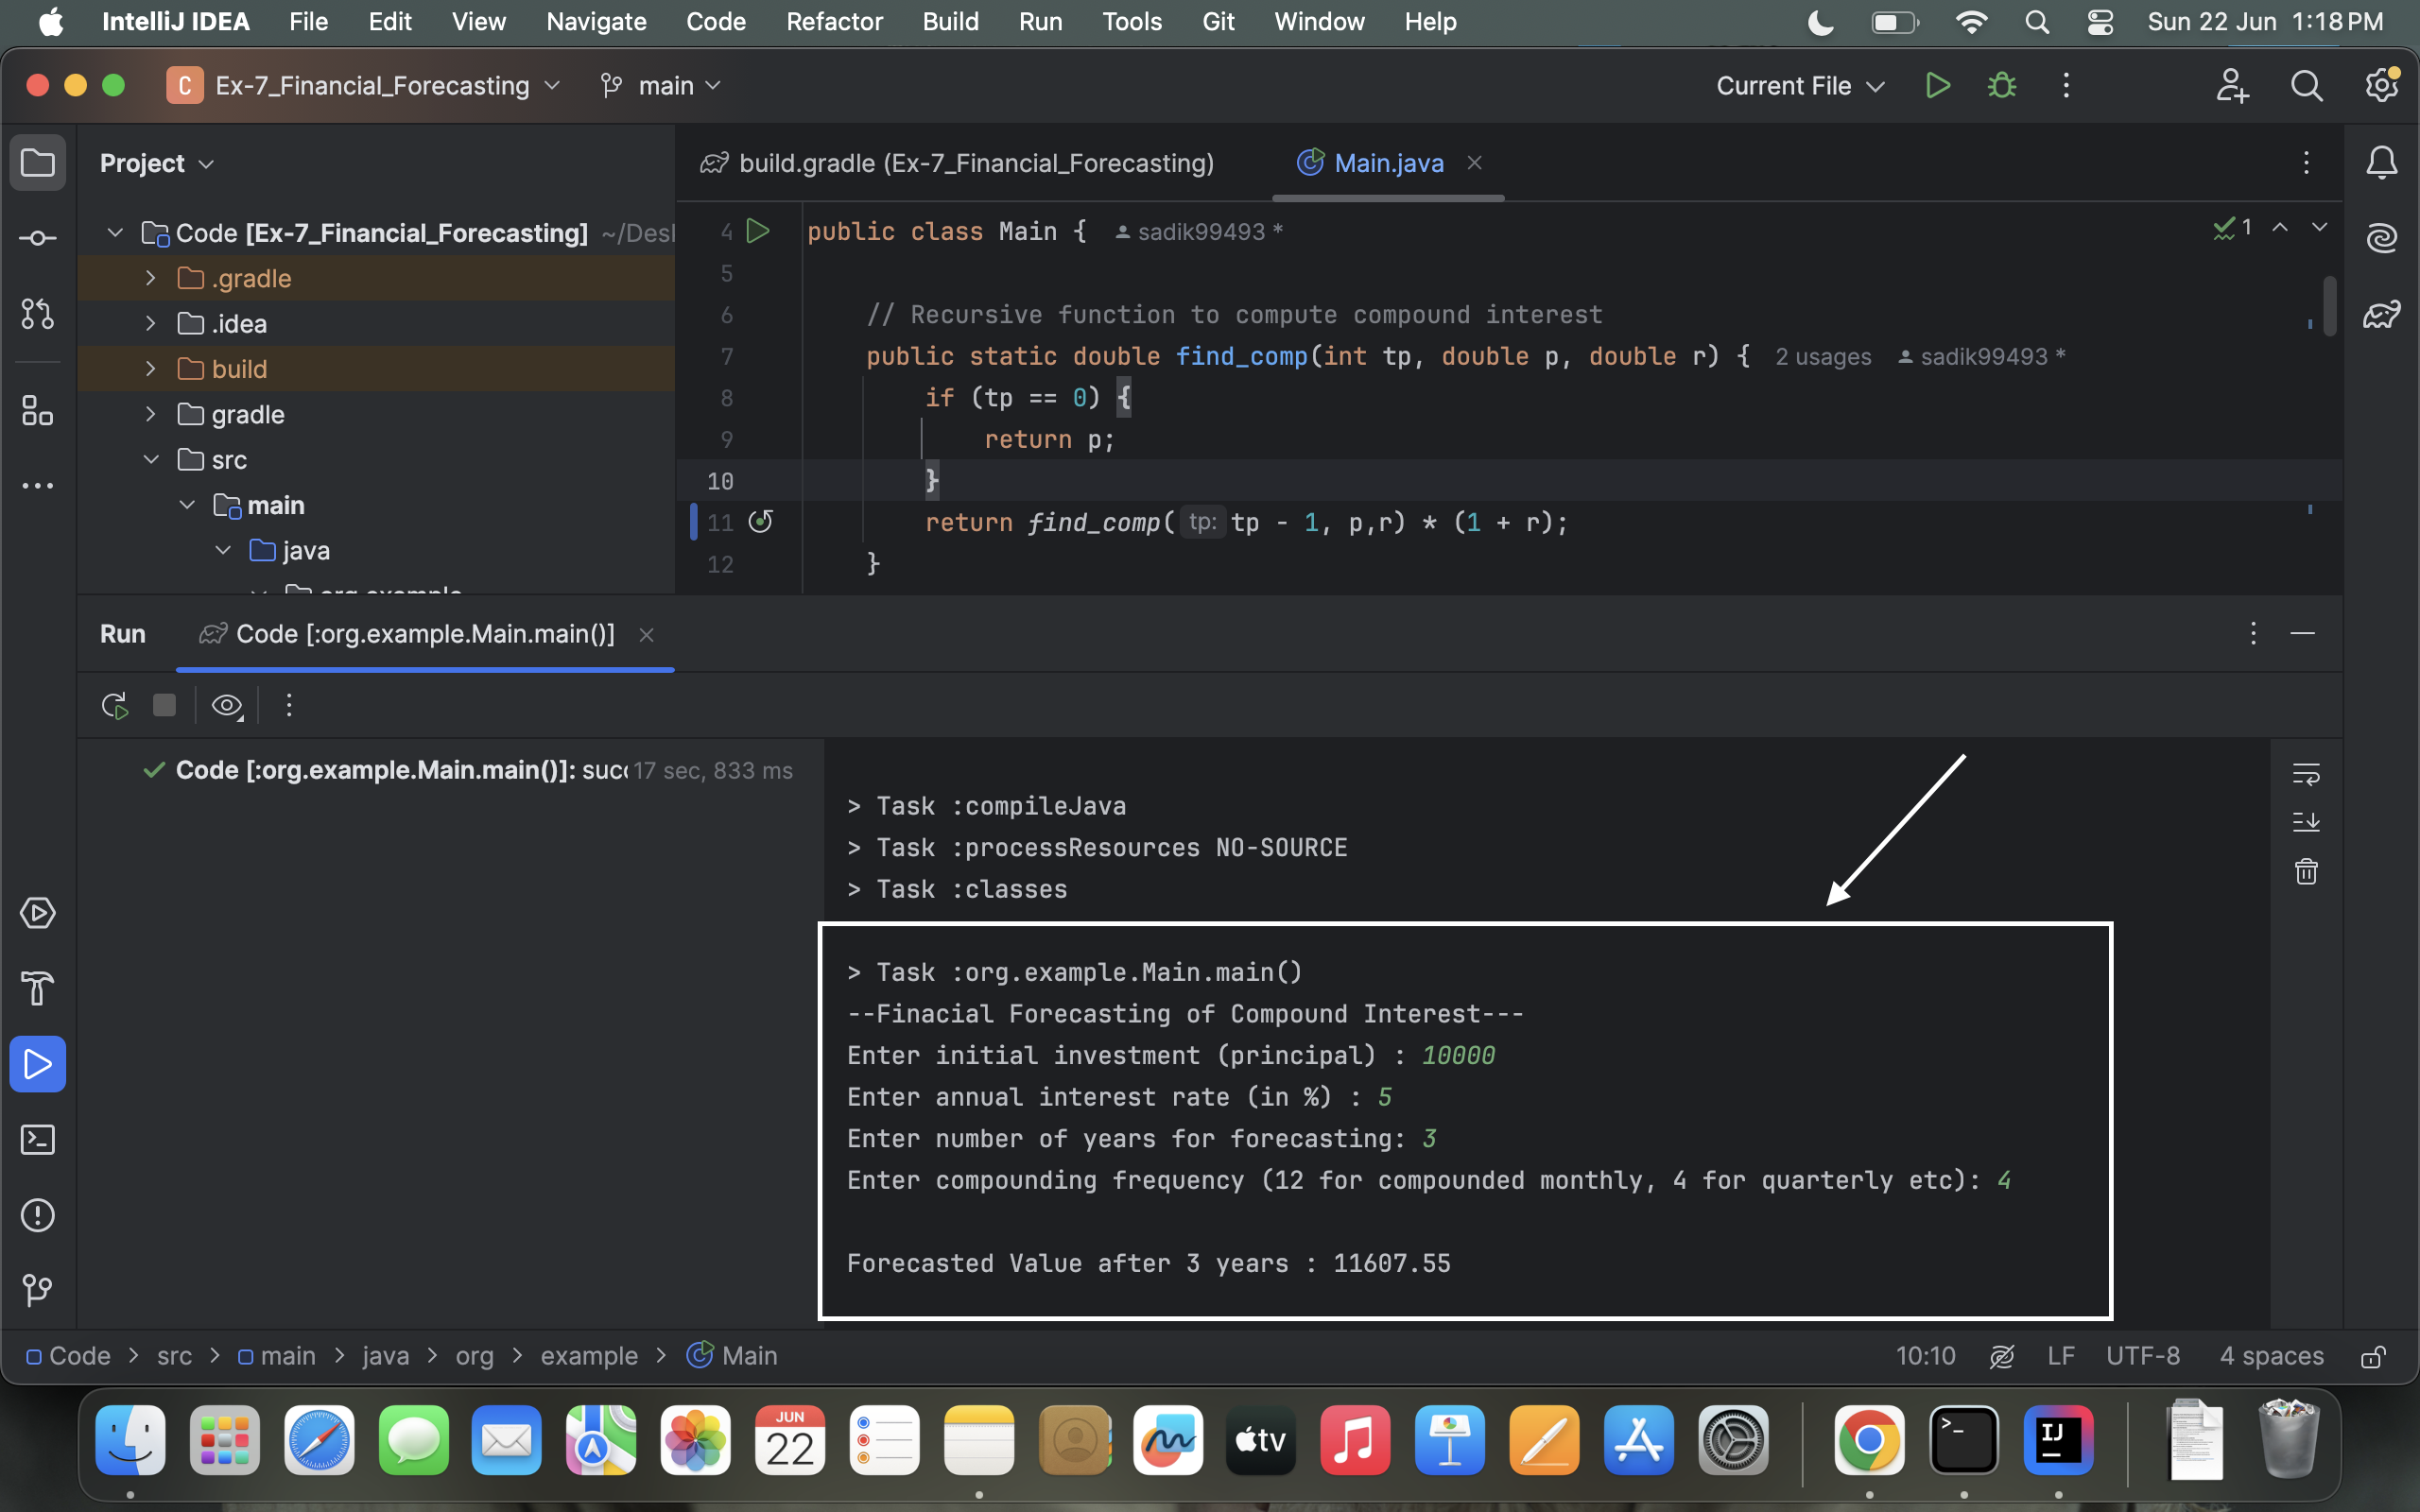 IntelliJ IDEA File Edit View Navigate Code Refactor Build Run Tools Git Window Help Sun 22 Jun 1:18 PM
C Ex-7_Financial_Forecasting main Current File
Project
build.gradle (Ex-7_Financial_Forecasting) Main.java
Code [Ex-7_Financial_Forecasting] ~/Desl
.gradle
.idea
build
gradle
src
main
java
org.example
4 public class Main { sadik99493 *
1
5
6 // Recursive function to compute compound interest
7 public static double find_comp(int tp, double p, double r) { 2 usages sadik99493 *
8 if (tp == 0) {
9 return p;
10 }
11 return find_comp( tp: tp - 1, p,r) * (1 + r);
12 }
Run Code [:org.example.Main.main()]
Code [:org.example.Main.main()]: succ 17 sec, 833 ms
> Task :compileJava
> Task :processResources NO-SOURCE
> Task :classes
> Task :org.example.Main.main()
--Finacial Forecasting of Compound Interest---
Enter initial investment (principal) : 10000
Enter annual interest rate (in %) : 5
Enter number of years for forecasting: 3
Enter compounding frequency (12 for compounded monthly, 4 for quarterly etc): 4
Forecasted Value after 3 years : 11607.55
Code > src > main > java > org > example > Main
10:10 LF UTF-8 4 spaces
JUN
22
tv
>_
IJ